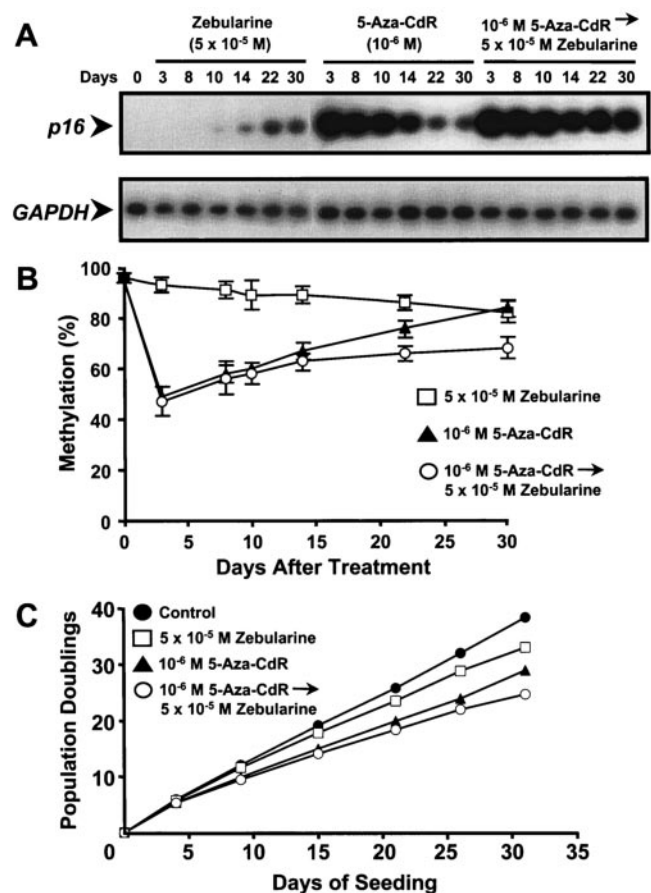 A
Zebularine
(5 x 10⁻⁵ M)
5-Aza-CdR
(10⁻⁶ M)
10⁻⁶ M 5-Aza-CdR →
5 x 10⁻⁵ M Zebularine
Days 0 3 8 10 14 22 30 3 8 10 14 22 30 3 8 10 14 22 30
p16
GAPDH
B
Methylation (%)
100
80
60
40
20
0
5 x 10⁻⁵ M Zebularine
10⁻⁶ M 5-Aza-CdR
10⁻⁶ M 5-Aza-CdR →
5 x 10⁻⁵ M Zebularine
0 5 10 15 20 25 30
Days After Treatment
C
Population Doublings
40
30
20
10
Control
5 x 10⁻⁵ M Zebularine
10⁻⁶ M 5-Aza-CdR
10⁻⁶ M 5-Aza-CdR →
5 x 10⁻⁵ M Zebularine
0 5 10 15 20 25 30 35
Days of Seeding